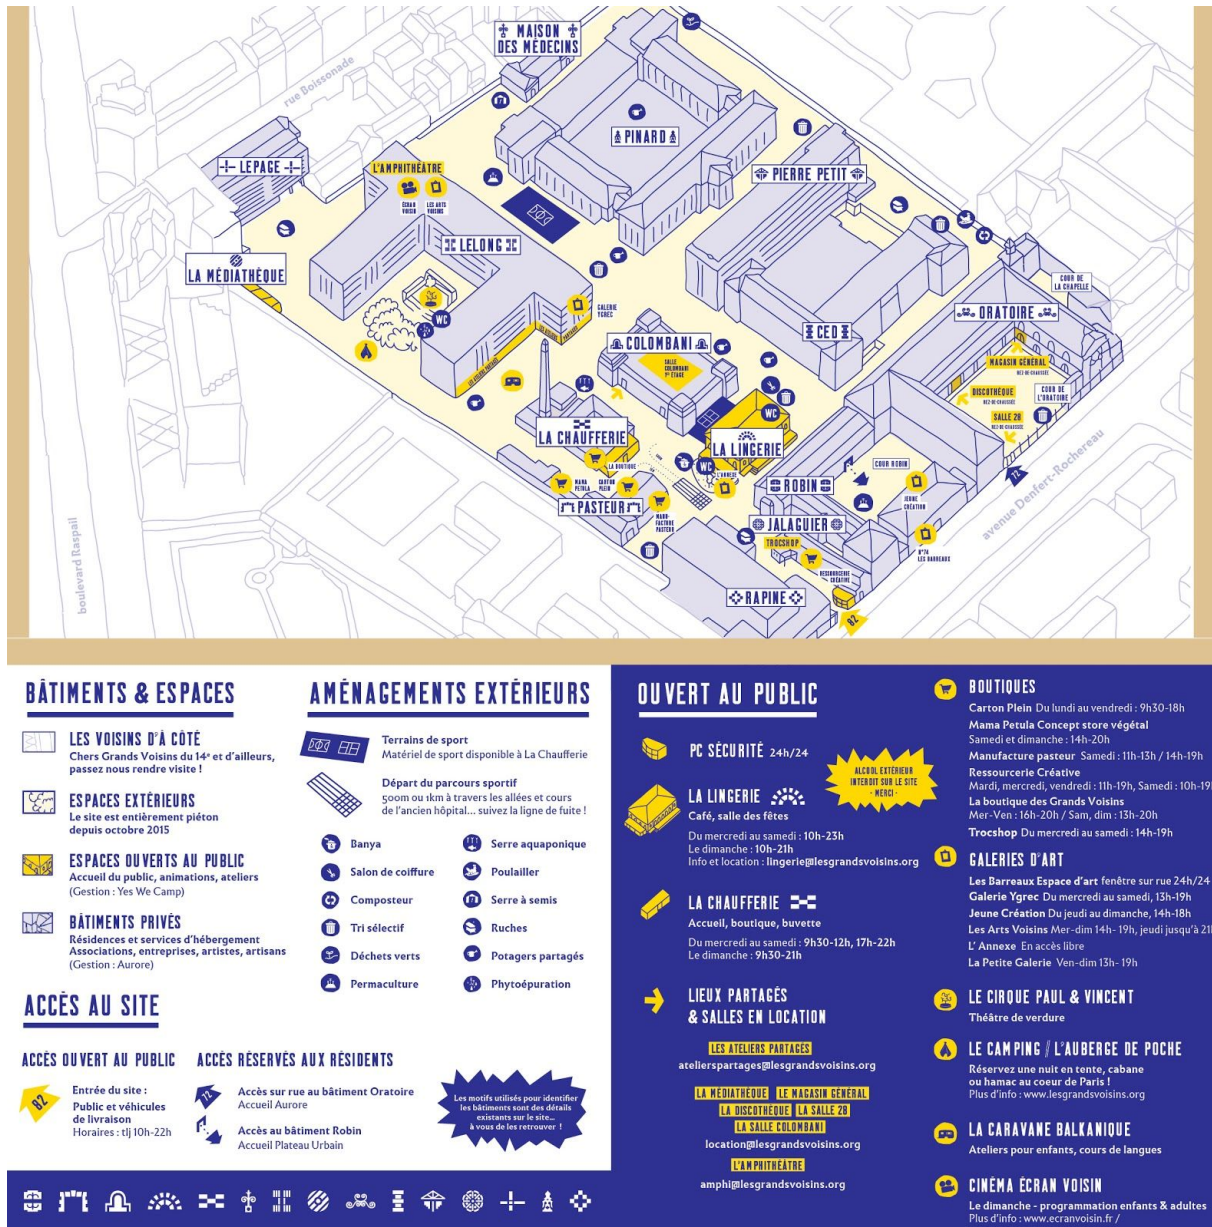 MAISON
DES MÉDECINS
rue Boissonade
PINARD
LEPAGE
L'AMPHITHÉÂTRE
ÉCRAN
VOISIN
LES ARTS
VOISINS
PIERRE PETIT
LELONG
LA MÉDIATHÈQUE
GALERIE
YGREC
COUR DE
LA CHAPELLE
ORATOIRE
CED
COLOMBANI
SALLE
COLOMBANI
1ER ÉTAGE
WC
LES ATELIERS PARTAGÉS
LES ATELIERS PARTAGÉS
MAGASIN GÉNÉRAL
REZ-DE-CHAUSSÉE
DISCOTHÈQUE
REZ-DE-CHAUSSÉE
COUR DE
L'ORATOIRE
SALLE 28
REZ-DE-CHAUSSÉE
WC
LA CHAUFFERIE
LA LINGERIE
LA BOUTIQUE
WC
L'ANNEXE
MAMA
PETULA
CARTON
PLEIN
PASTEUR
MANU-
FACTURE
PASTEUR
ROBIN
COUR ROBIN
72
JEUNE
CRÉATION
JALAGUIER
TROCSHOP
RESSOURCERIE
CRÉATIVE
N°74
LES BARREAUX
RAPINE
82
boulevard Raspail
avenue Denfert-Rochereau
BÂTIMENTS & ESPACES
LES VOISINS D'À CÔTÉ
Chers Grands Voisins du 14e et d'ailleurs,
passez nous rendre visite !
ESPACES EXTÉRIEURS
Le site est entièrement piéton
depuis octobre 2015
ESPACES OUVERTS AU PUBLIC
Accueil du public, animations, ateliers
(Gestion : Yes We Camp)
BÂTIMENTS PRIVÉS
Résidences et services d'hébergement
Associations, entreprises, artistes, artisans
(Gestion : Aurore)
AMÉNAGEMENTS EXTÉRIEURS
Terrains de sport
Matériel de sport disponible à La Chaufferie
Départ du parcours sportif
500m ou 1km à travers les allées et cours
de l'ancien hôpital... suivez la ligne de fuite !
Banya
Salon de coiffure
Composteur
Tri sélectif
Déchets verts
Permaculture
Serre aquaponique
Poulailler
Serre à semis
Ruches
Potagers partagés
Phytoépuration
ACCÈS AU SITE
ACCÈS OUVERT AU PUBLIC
82
Entrée du site :
Public et véhicules
de livraison
Horaires : tlj 10h-22h
ACCÈS RÉSERVÉS AUX RÉSIDENTS
72
Accès sur rue au bâtiment Oratoire
Accueil Aurore
Accès au bâtiment Robin
Accueil Plateau Urbain
Les motifs utilisés pour identifier
les bâtiments sont des détails
existants sur le site...
à vous de les retrouver !
OUVERT AU PUBLIC
PC SÉCURITÉ 24h/24
ALCOOL EXTÉRIEUR
INTERDIT SUR LE SITE
- MERCI -
LA LINGERIE
Café, salle des fêtes
Du mercredi au samedi : 10h-23h
Le dimanche : 10h-21h
Info et location : lingerie@lesgrandsvoisins.org
LA CHAUFFERIE
Accueil, boutique, buvette
Du mercredi au samedi : 9h30-12h, 17h-22h
Le dimanche : 9h30-21h
LIEUX PARTAGÉS
& SALLES EN LOCATION
LES ATELIERS PARTAGÉS
atelierspartages@lesgrandsvoisins.org
LA MÉDIATHÈQUE LE MAGASIN GÉNÉRAL
LA DISCOTHÈQUE LA SALLE 28
LA SALLE COLOMBANI
location@lesgrandsvoisins.org
L'AMPHITHÉÂTRE
amphi@lesgrandsvoisins.org
BOUTIQUES
Carton Plein Du lundi au vendredi : 9h30-18h
Mama Petula Concept store végétal
Samedi et dimanche : 14h-20h
Manufacture pasteur Samedi : 11h-13h / 14h-19h
Ressourcerie Créative
Mardi, mercredi, vendredi : 11h-19h, Samedi : 10h-19h
La boutique des Grands Voisins
Mer-Ven : 16h-20h / Sam, dim : 13h-20h
Trocshop Du mercredi au samedi : 14h-19h
GALERIES D'ART
Les Barreaux Espace d'art fenêtre sur rue 24h/24
Galerie Ygrec Du mercredi au samedi, 13h-19h
Jeune Création Du jeudi au dimanche, 14h-18h
Les Arts Voisins Mer-dim 14h- 19h, jeudi jusqu'à 21h
L' Annexe En accès libre
La Petite Galerie Ven-dim 13h- 19h
LE CIRQUE PAUL & VINCENT
Théâtre de verdure
LE CAMPING // L'AUBERGE DE POCHE
Réservez une nuit en tente, cabane
ou hamac au coeur de Paris !
Plus d'info : www.lesgrandsvoisins.org
LA CARAVANE BALKANIQUE
Ateliers pour enfants, cours de langues
CINÉMA ÉCRAN VOISIN
Le dimanche - programmation enfants & adultes
Plus d'info : www.ecranvoisin.fr /